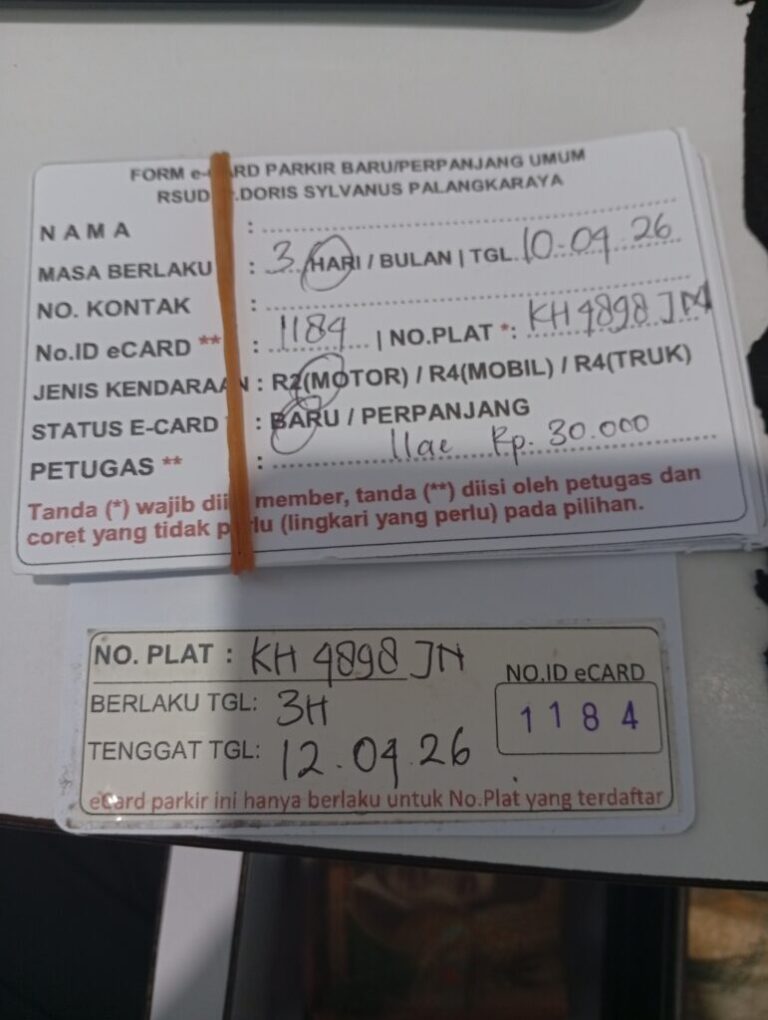 FORM e-CARD PARKIR BARU/PERPANJANG UMUM
RSUD DORIS SYLVANUS PALANGKARAYA
NAMA :
MASA BERLAKU : 3 HARI / BULAN | TGL. 10.04.26
NO. KONTAK :
No.ID eCARD ** : 1184 | NO.PLAT *: KH 4898 JN
JENIS KENDARAAN : R2(MOTOR) / R4(MOBIL) / R4(TRUK)
STATUS E-CARD : BARU / PERPANJANG
PETUGAS ** : Rp. 30.000
Tanda (*) wajib diisi member, tanda (**) diisi oleh petugas dan
coret yang tidak perlu (lingkari yang perlu) pada pilihan.
NO. PLAT : KH 4898 JN
NO.ID eCARD
BERLAKU TGL: 3H
1184
TENGGAT TGL: 12.04.26
eCard parkir ini hanya berlaku untuk No.Plat yang terdaftar